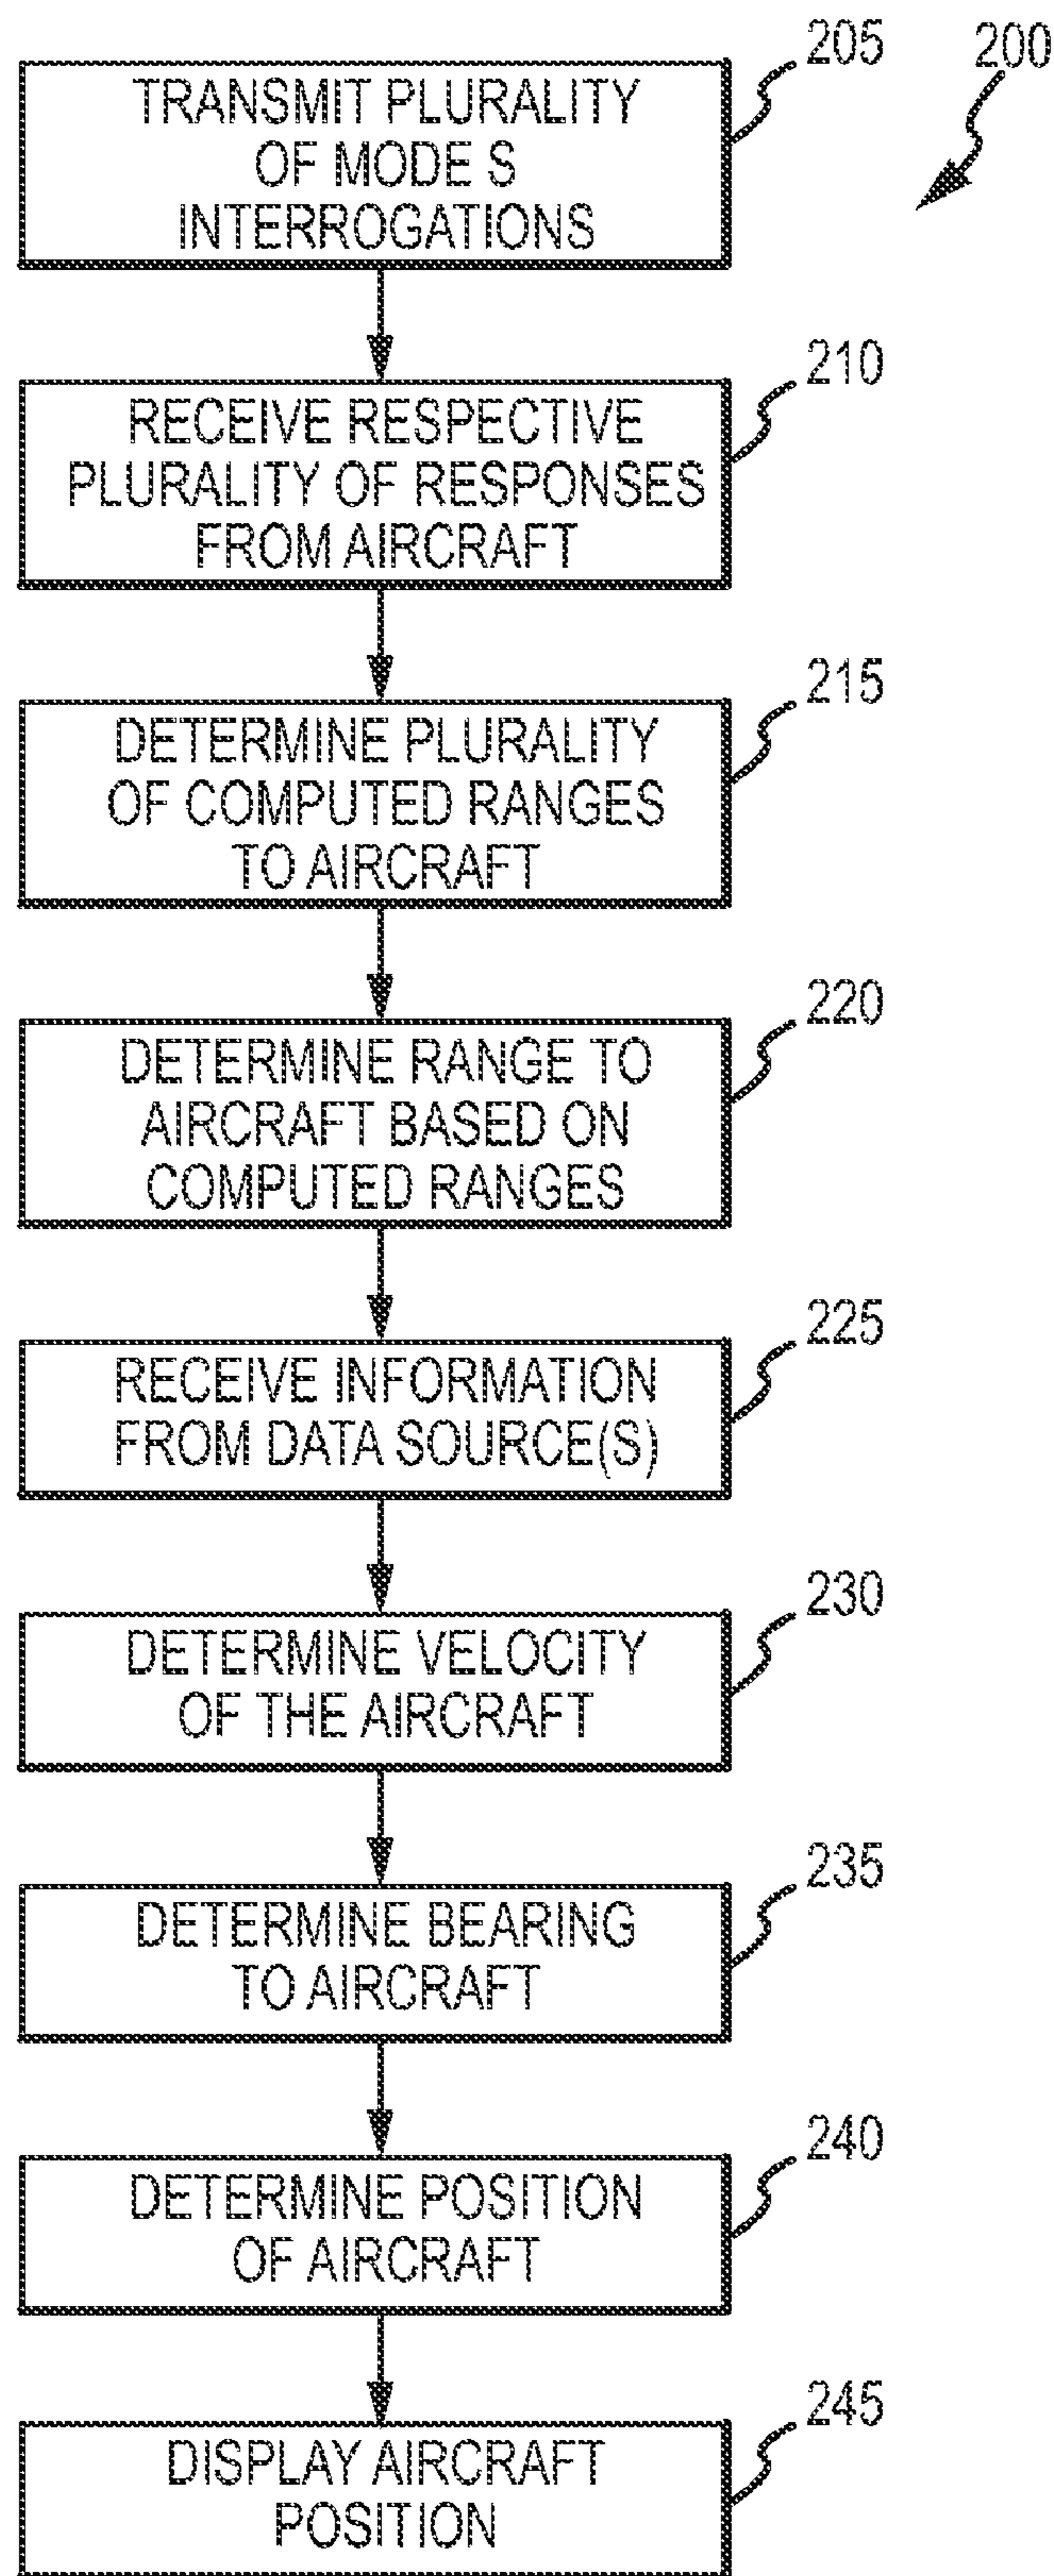 205
200
TRANSMIT PLURALITY
OF MODE S
INTERROGATIONS
210
RECEIVE RESPECTIVE
PLURALITY OF RESPONSES
FROM AIRCRAFT
215
DETERMINE PLURALITY
OF COMPUTED RANGES
TO AIRCRAFT
220
DETERMINE RANGE TO
AIRCRAFT BASED ON
COMPUTED RANGES
225
RECEIVE INFORMATION
FROM DATA SOURCE(S)
230
DETERMINE VELOCITY
OF THE AIRCRAFT
235
DETERMINE BEARING
TO AIRCRAFT
240
DETERMINE POSITION
OF AIRCRAFT
245
DISPLAY AIRCRAFT
POSITION